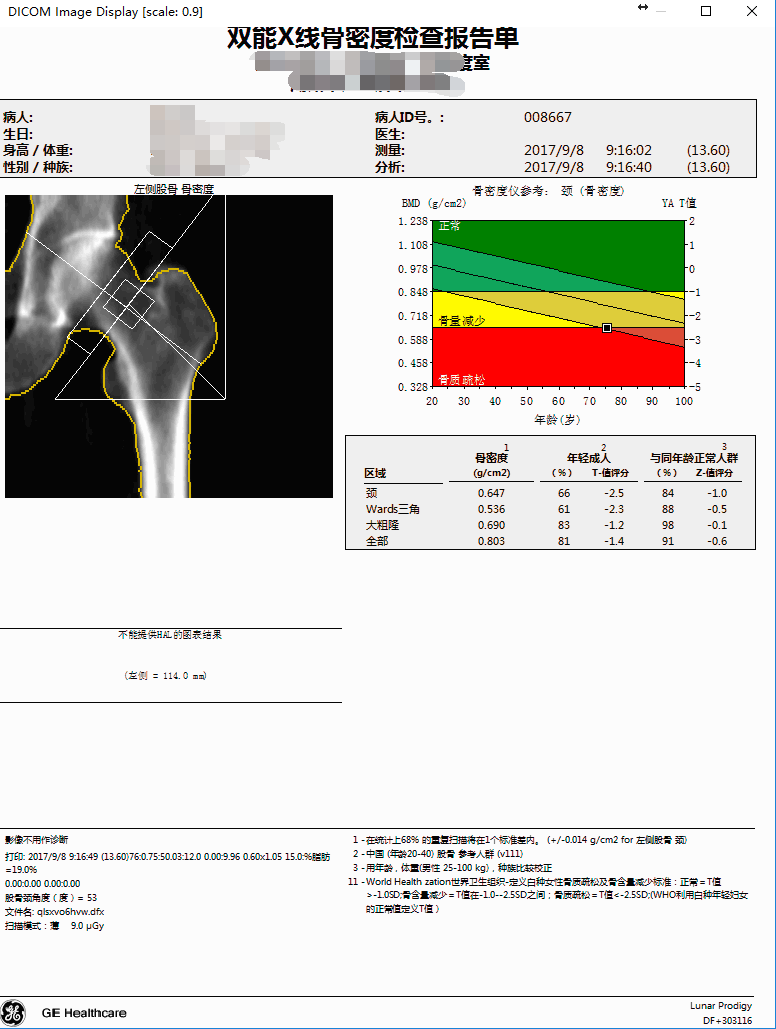 DICOM Image Display [scale: 0.9]
双能X线骨密度检查报告单
度室
病人:
病人ID号。: 008667
生日:
医生:
身高 / 体重:
测量: 2017/9/8 9:16:02 (13.60)
性别 / 种族:
分析: 2017/9/8 9:16:40 (13.60)
左侧股骨 骨密度
骨密度仪参考: 颈 (骨密度)
BMD (g/cm2) YA T值
1.238 正常 2
1.108 1
0.978 0
0.848 -1
0.718 骨量减少 -2
0.588 -3
0.458 -4
0.328 骨质疏松 -5
20 30 40 50 60 70 80 90 100
年龄(岁)
1 2 3
骨密度 年轻成人 与同年龄正常人群
区域 (g/cm2) (%) T-值评分 (%) Z-值评分
颈 0.647 66 -2.5 84 -1.0
Wards三角 0.536 61 -2.3 88 -0.5
大粗隆 0.690 83 -1.2 98 -0.1
全部 0.803 81 -1.4 91 -0.6
不能提供HAL的图表结果
(左侧 = 114.0 mm)
影像不用作诊断
打印: 2017/9/8 9:16:49 (13.60)76:0.75:50.03:12.0 0.00:9.96 0.60x1.05 15.0:%脂肪
=19.0%
0.00:0.00 0.00:0.00
股骨颈角度 ( 度 ) = 53
文件名: qlsxvo6hvw.dfx
扫描模式 : 薄 9.0 μGy
1 - 在统计上68% 的重复扫描将在1个标准差内。 (+/-0.014 g/cm2 for 左侧股骨 颈)
2 - 中国 (年龄20-40) 股骨 参考人群 (v111)
3 - 用年龄 , 体重(男性 25-100 kg) , 种族比较校正
11 - World Health zation世界卫生组织-定义白种女性骨质疏松及骨含量减少标准 : 正常 = T值
>-1.0SD;骨含量减少 = T值在-1.0--2.5SD之间 ; 骨质疏松 = T值<-2.5SD;(WHO利用白种年轻妇女
的正常值定义T值 )
GE Healthcare
Lunar Prodigy
DF+303116